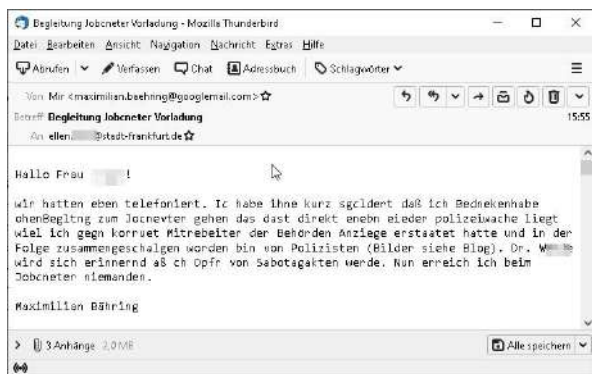 Begleitung Jobcneter Vorladung - Mozilla Thunderbird
Datei Bearbeiten Ansicht Navigation Nachricht Extras Hilfe
Abrufen Verfassen Chat Adressbuch Schlagwörter
Von Mir <maximilian.baehring@googlemail.com>
Betreff Begleitung Jobcneter Vorladung 15:55
An ellen. @stadt-frankfurt.de
Hallo Frau !
wir hatten eben telefoniert. Ic habe ihne kurz sgcldert daß ich Bednekenhabe
ohenBegltng zum Jocnevter gehen das dast direkt enebn eieder polizeiwache liegt
wiel ich gegn korruet Mitrebeiter der Behörden Anziege erstaatet hatte und in der
Folge zusammengeschalgen worden bin von Polizisten (Bilder siehe Blog). Dr. W
wird sich erinnernd aß ch Opfr von Sabotagakten werde. Nun erreich ich beim
Jobcneter niemanden.
Maximilian Bähring
3 Anhänge 2,0 MB Alle speichern